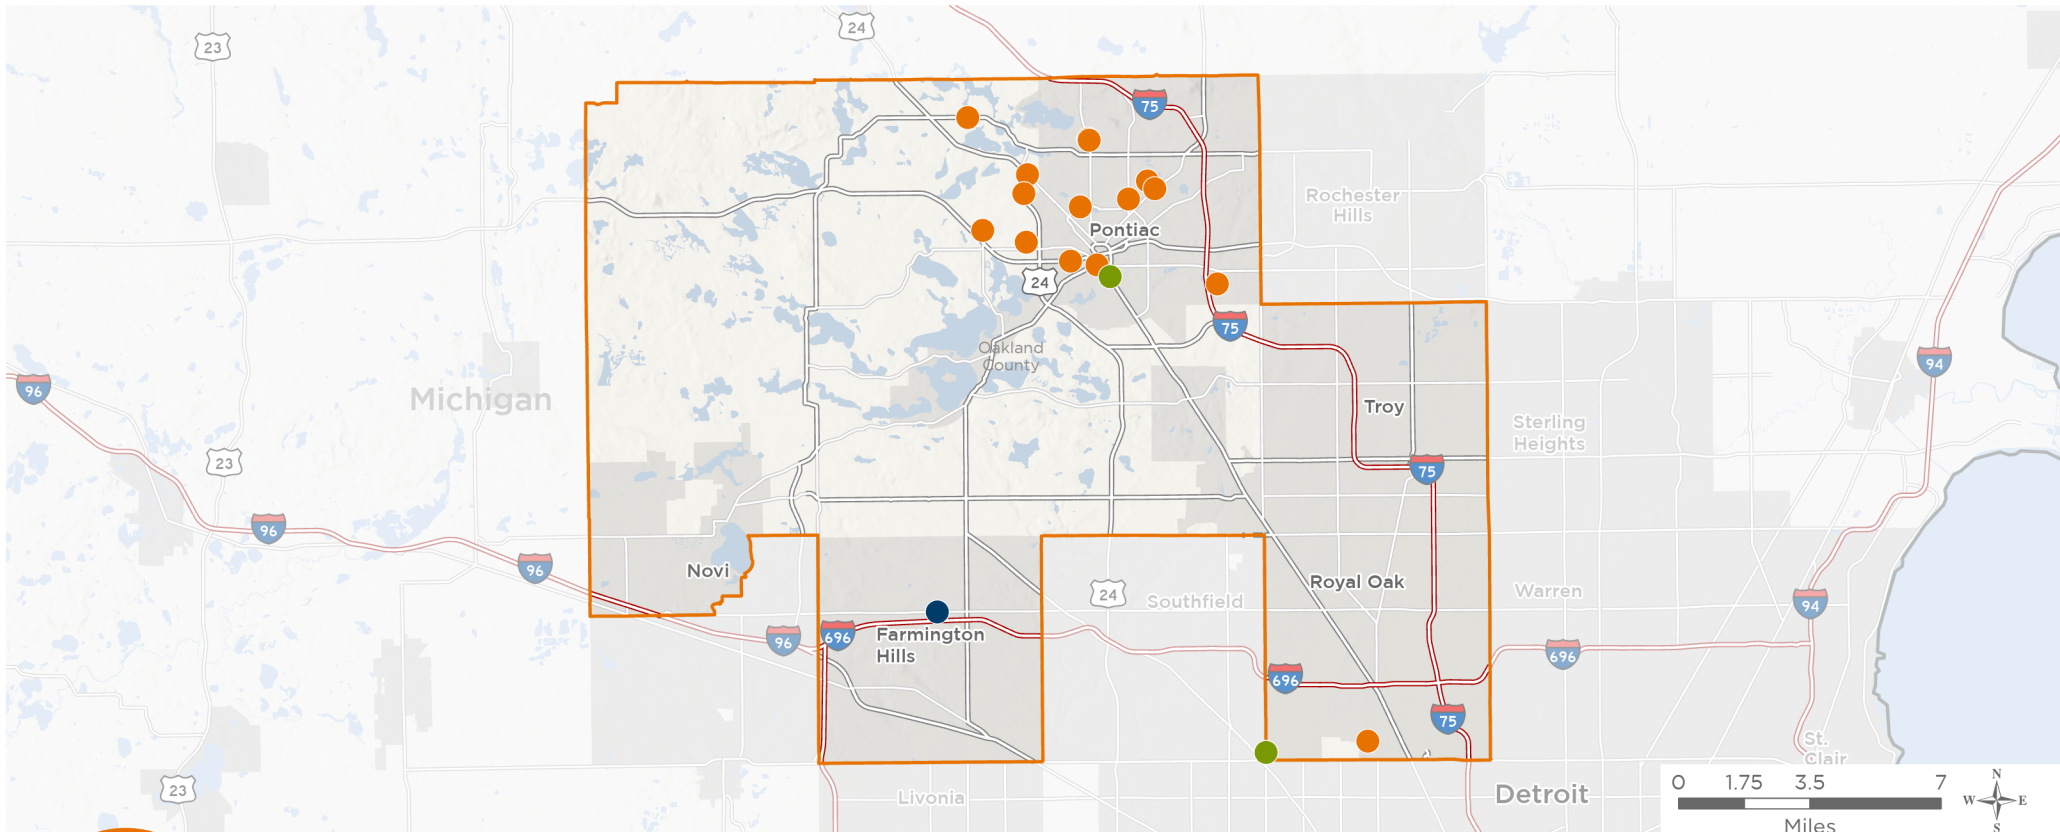 24
23
75
Rochester
Hills
Pontiac
24
75
Oakland
County
94
96
Michigan
Troy
Sterling
Heights
23
75
96
96
Novi
Royal Oak
Warren
24
Southfield
94
96
696
Farmington
Hills
696
696
75
St.
Clair
23
Livonia
Detroit
0 1.75 3.5 7
Miles
N
W E
S